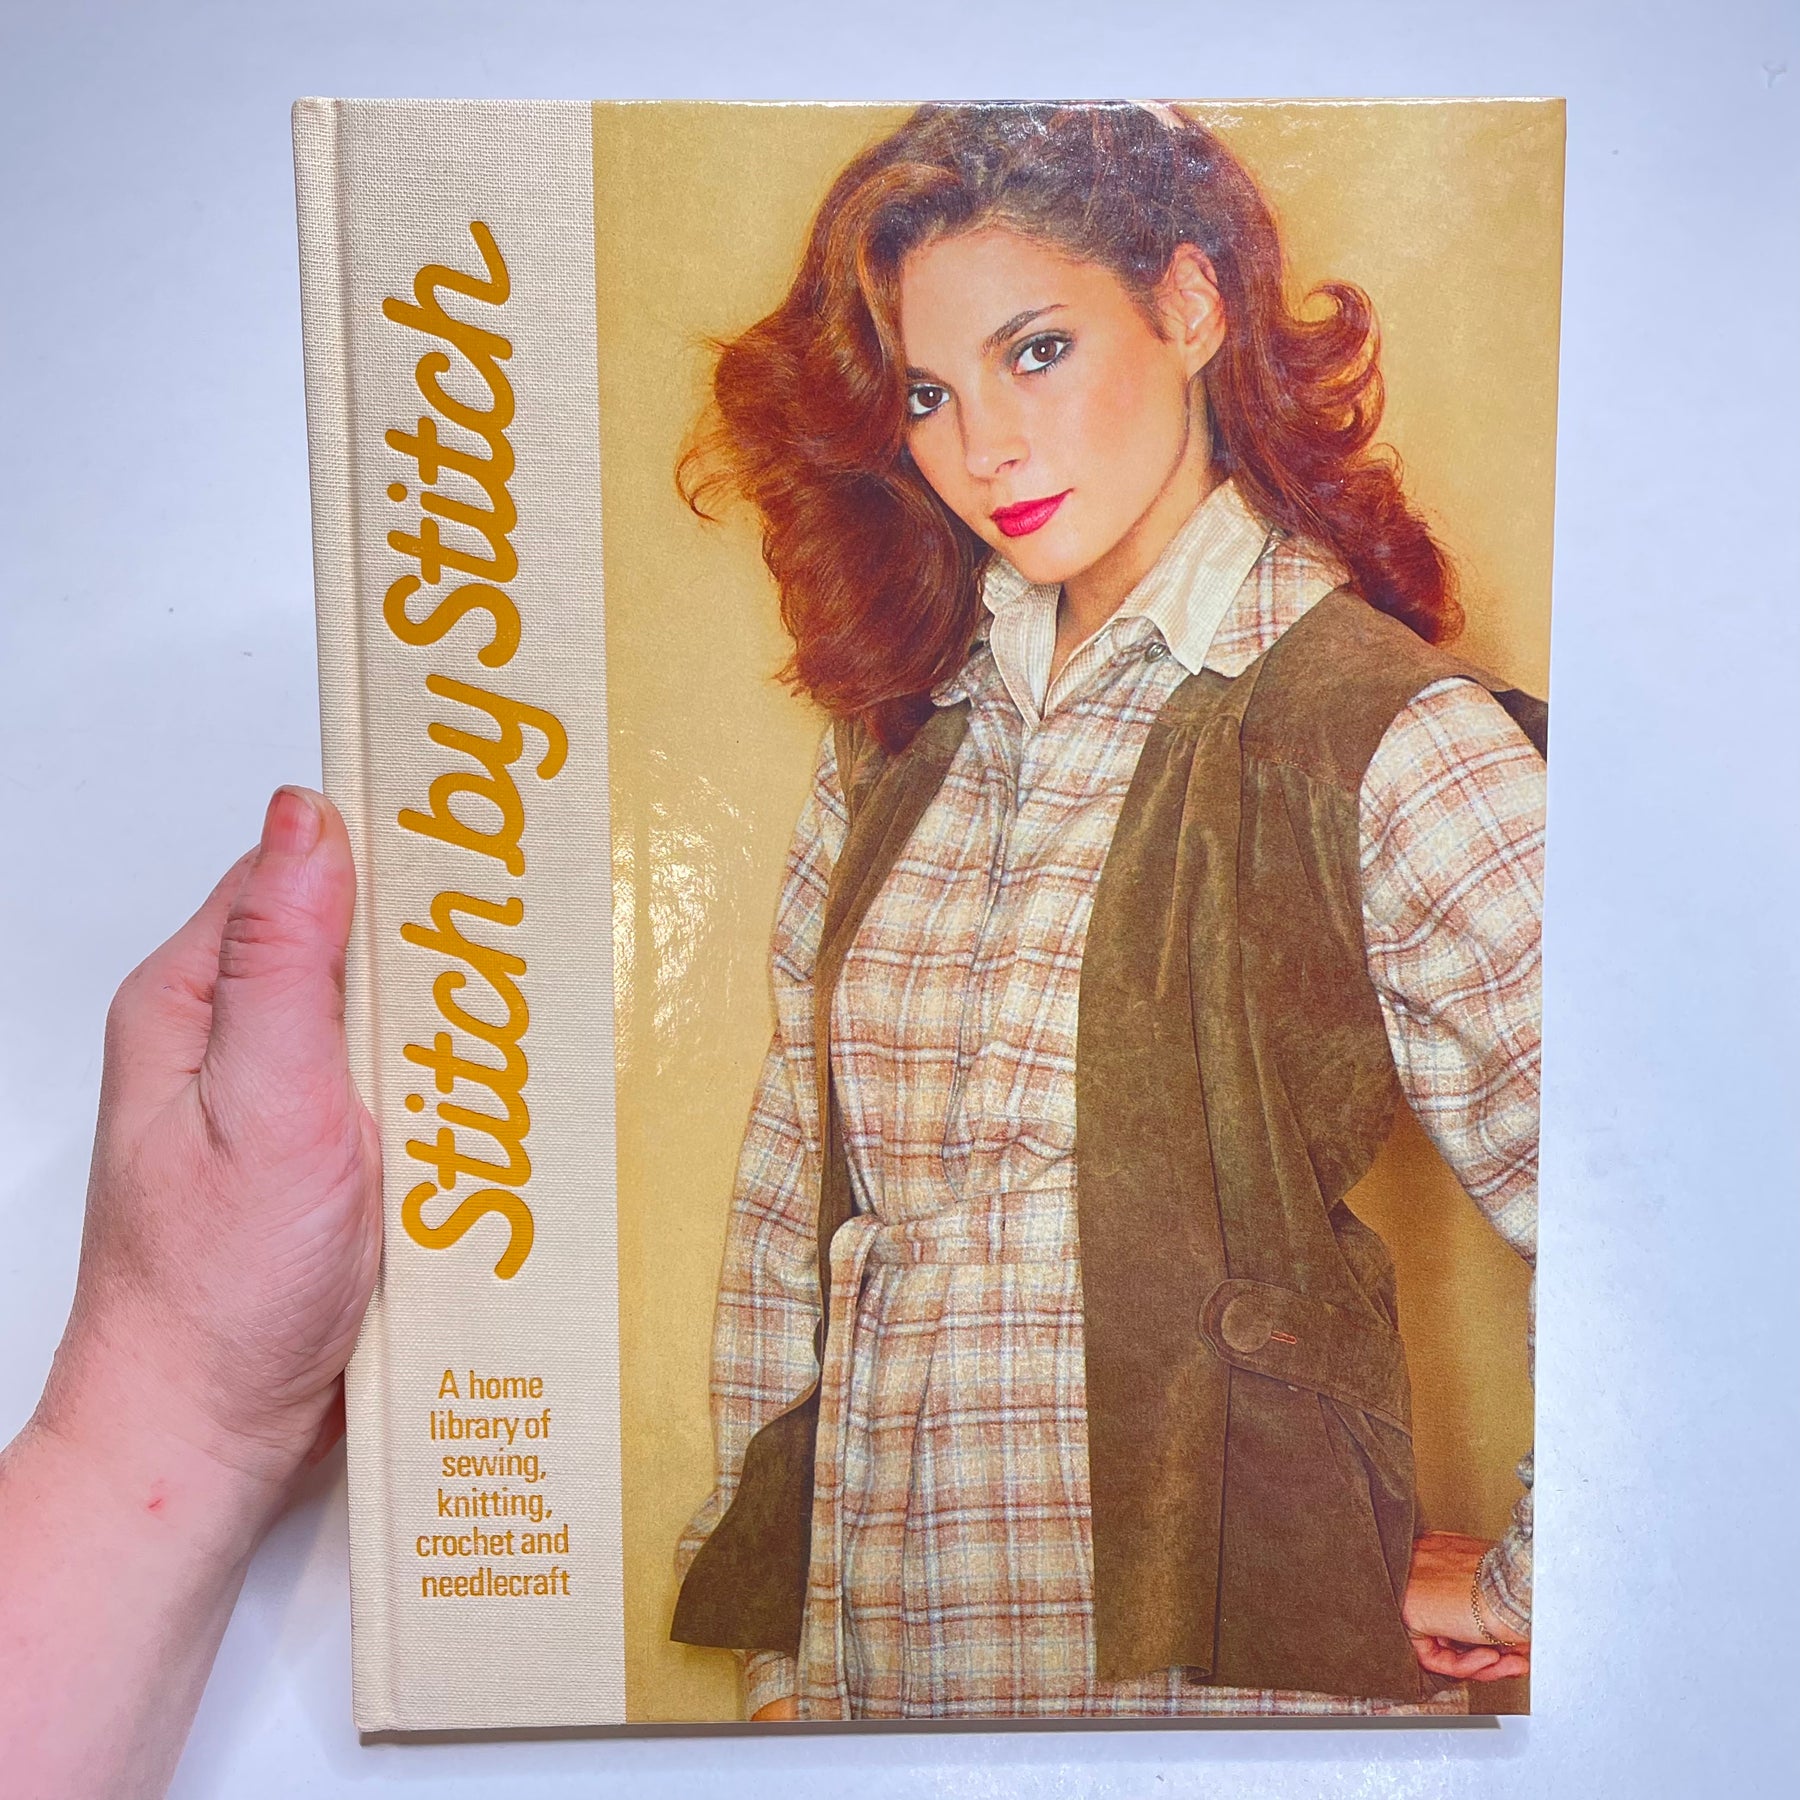 Stitch by Stitch
A home
library of
sewing,
knitting,
crochet and
needlecraft